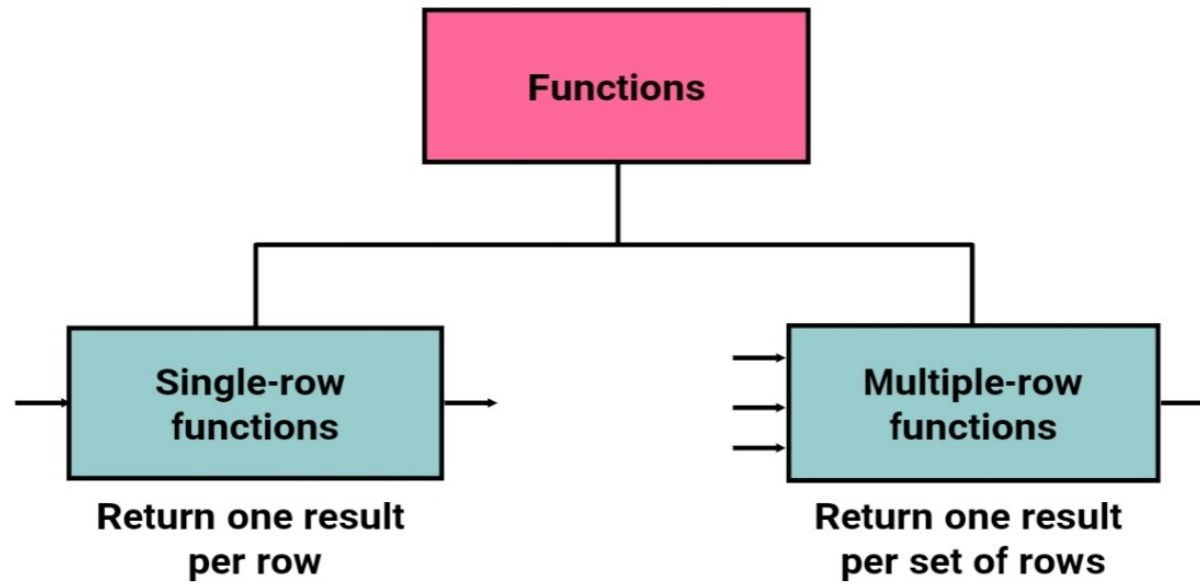 Functions
Single-row
functions
Multiple-row
functions
Return one result
per row
Return one result
per set of rows